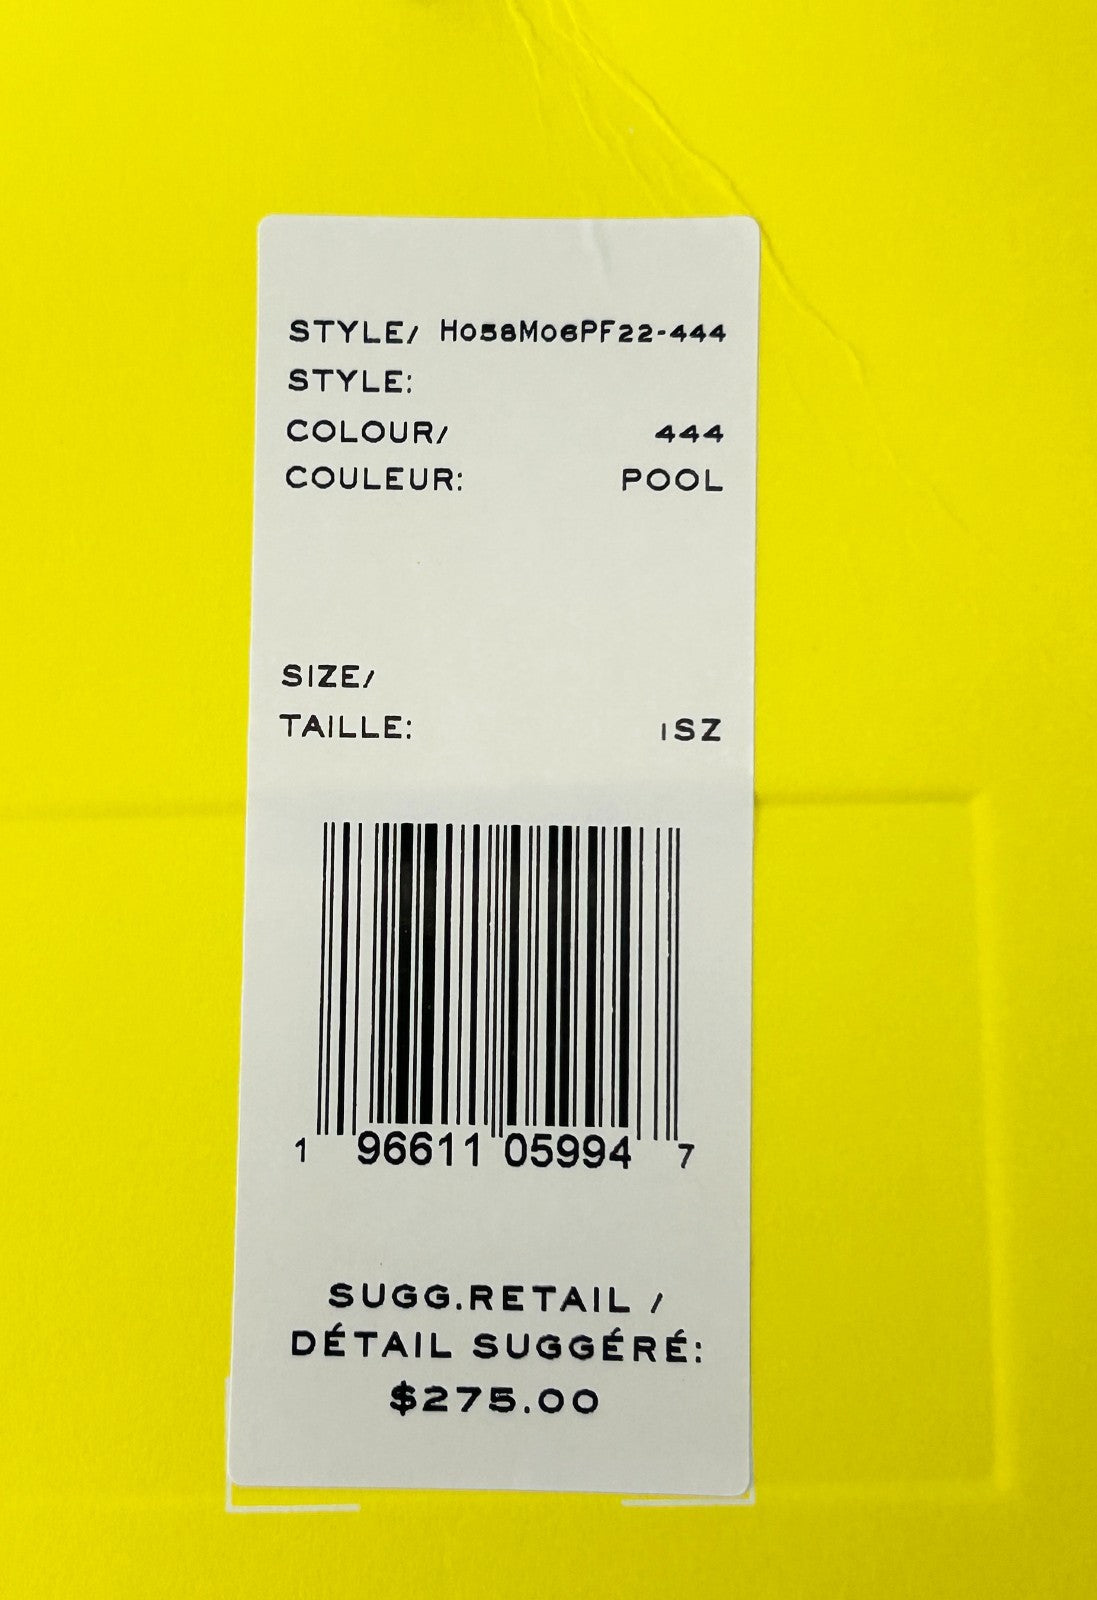 STYLE/ H058M06PF22-444
STYLE:
COLOUR/ 444
COULEUR: POOL
SIZE/
TAILLE: 1SZ
1 96611 05994 7
SUGG.RETAIL /
DÉTAIL SUGGÉRÉ:
$275.00